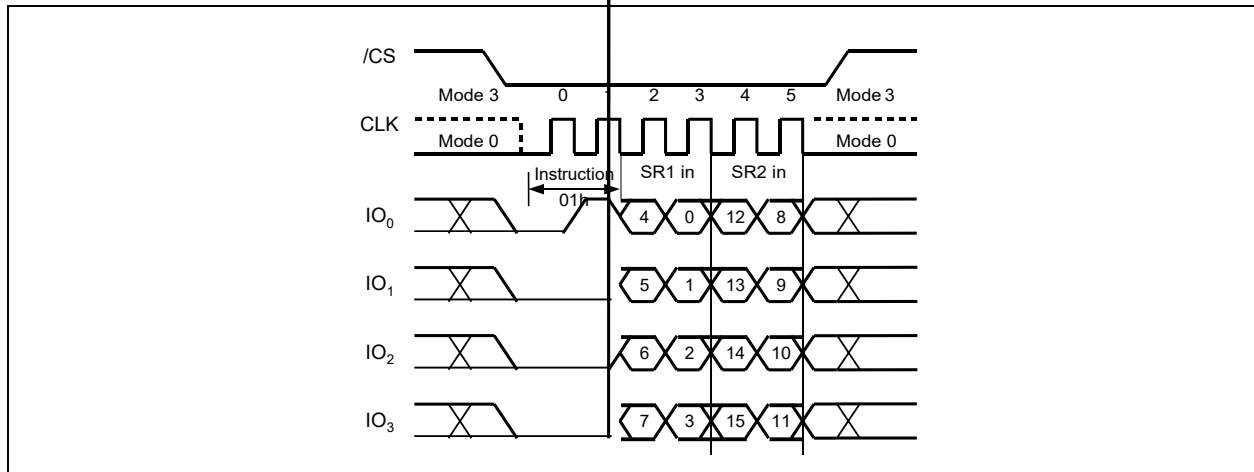 /CS
Mode 3 0 1 2 3 4 5 Mode 3
CLK
Mode 0 Mode 0
Instruction SR1 in SR2 in
01h
IO0 4 0 12 8
IO1 5 1 13 9
IO2 6 2 14 10
IO3 7 3 15 11